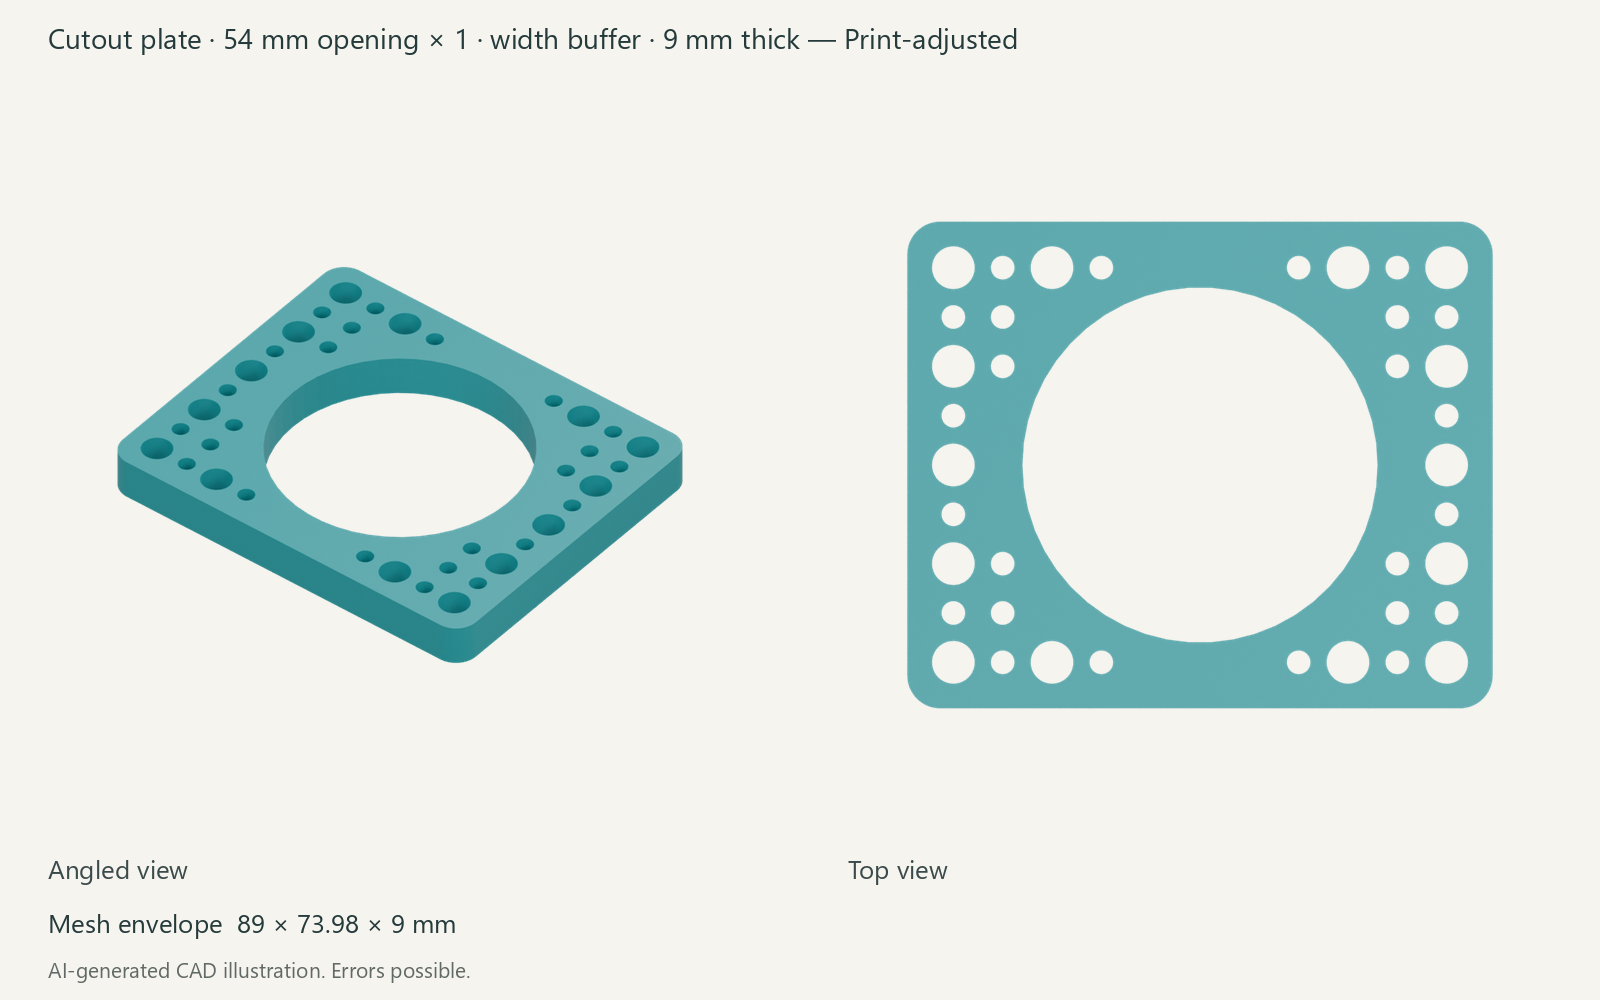 Cutout plate · 54 mm opening × 1 · width buffer · 9 mm thick — Print-adjusted
Angled view
Top view
Mesh envelope 89 × 73.98 × 9 mm
AI-generated CAD illustration. Errors possible.